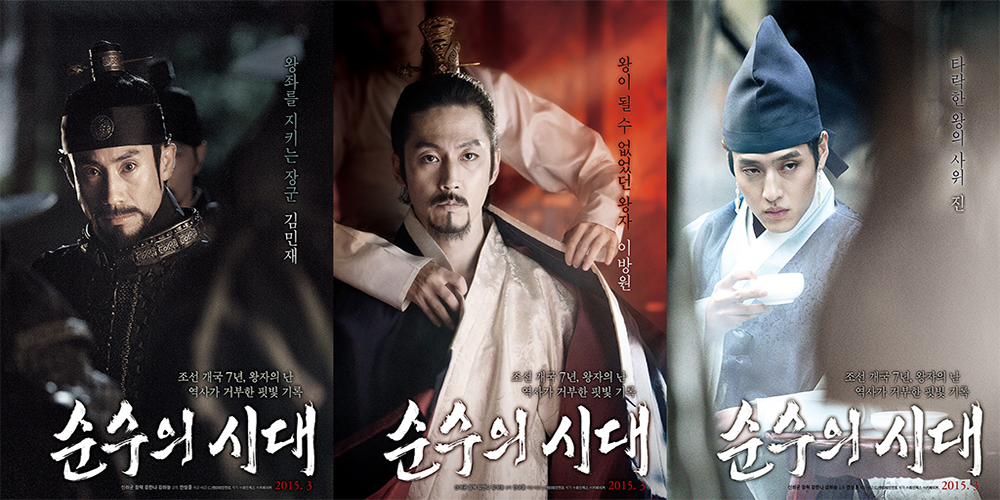 왕좌를 지키는 장군 김민재
조선 개국 7년, 왕자의 난
역사가 거부한 핏빛 기록
순수의 시대
2015. 3
왕이 될 수 없었던 왕자 이방원
조선 개국 7년, 왕자의 난
역사가 거부한 핏빛 기록
순수의 시대
2015. 3
타락한 왕의 사위 진
조선 개국 7년, 왕자의 난
역사가 거부한 핏빛 기록
순수의 시대
2015. 3